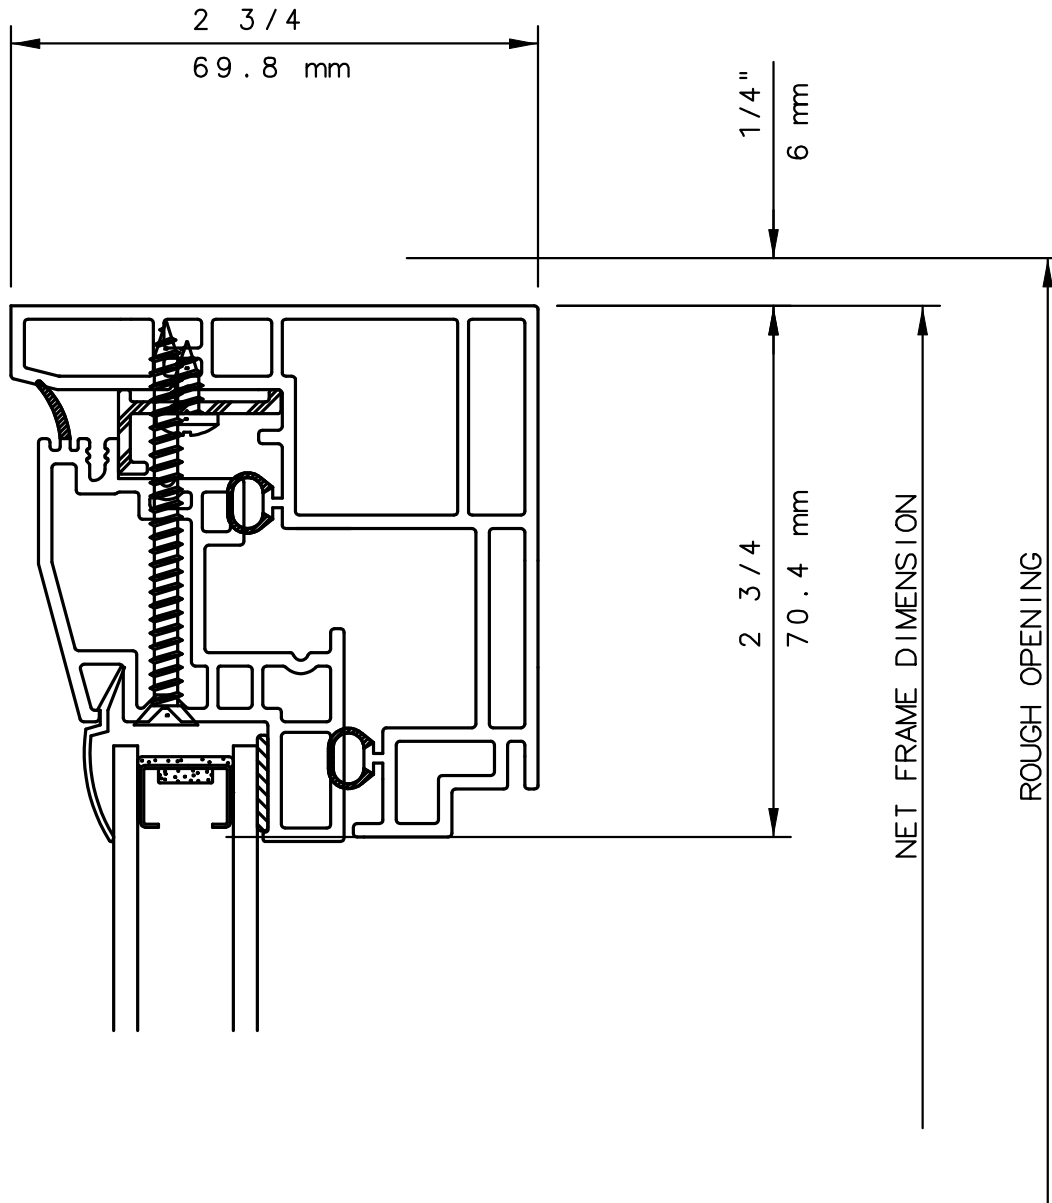 2 3/4
69.8 mm
1/4"
6 mm
2 3/4
70.4 mm
NET FRAME DIMENSION
ROUGH OPENING